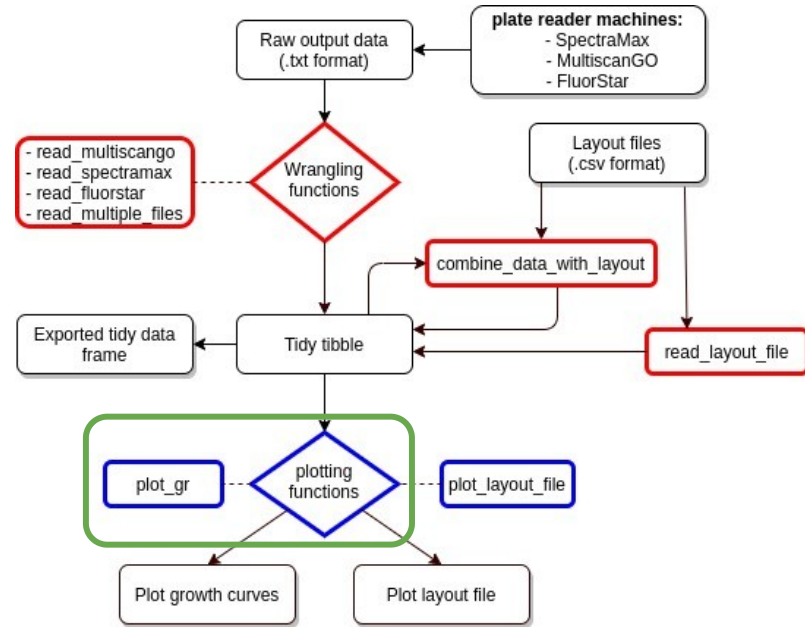 plate reader machines:
- SpectraMax
- MultiscanGO
- FluorStar
Raw output data
(.txt format)
- read_multiscango
- read_spectramax
- read_fluorstar
- read_multiple_files
Wrangling
functions
Layout files
(.csv format)
combine_data_with_layout
Exported tidy data
frame
Tidy tibble
read_layout_file
plot_gr
plotting
functions
plot_layout_file
Plot growth curves
Plot layout file